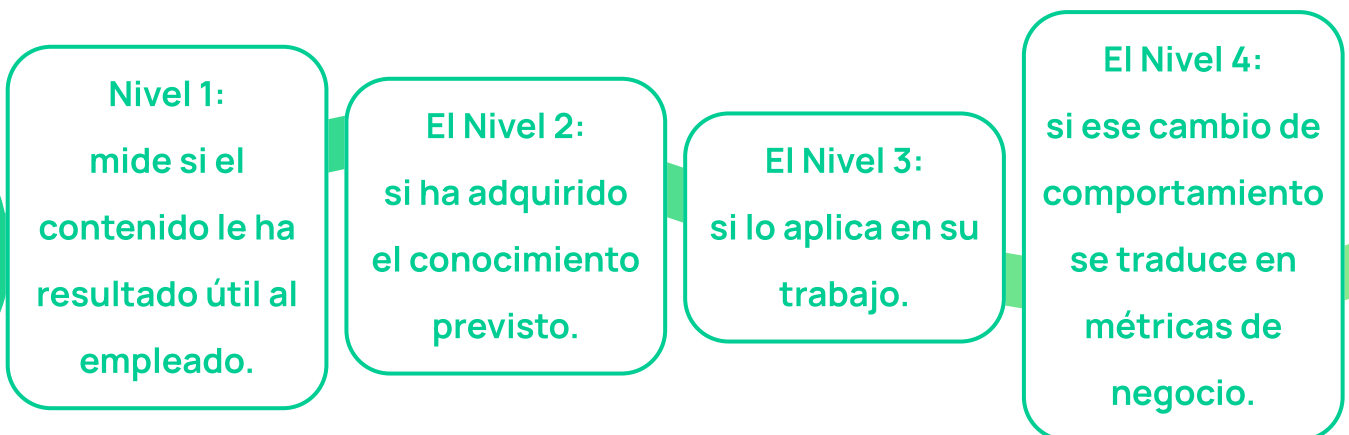 Nivel 1:
mide si el
contenido le ha
resultado útil al
empleado.
El Nivel 2:
si ha adquirido
el conocimiento
previsto.
El Nivel 3:
si lo aplica en su
trabajo.
El Nivel 4:
si ese cambio de
comportamiento
se traduce en
métricas de
negocio.